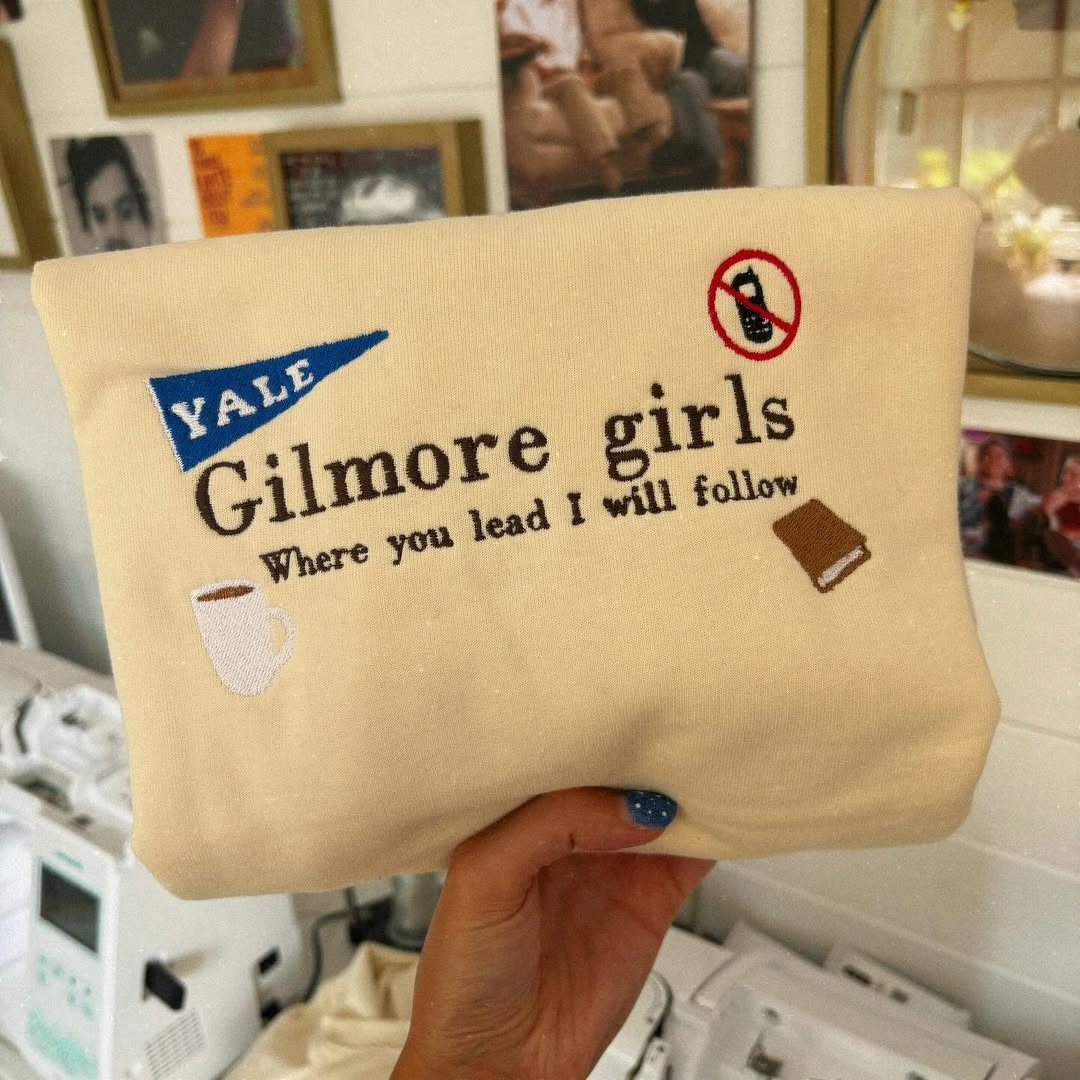 YALE
Gilmore girls
Where you lead I will follow